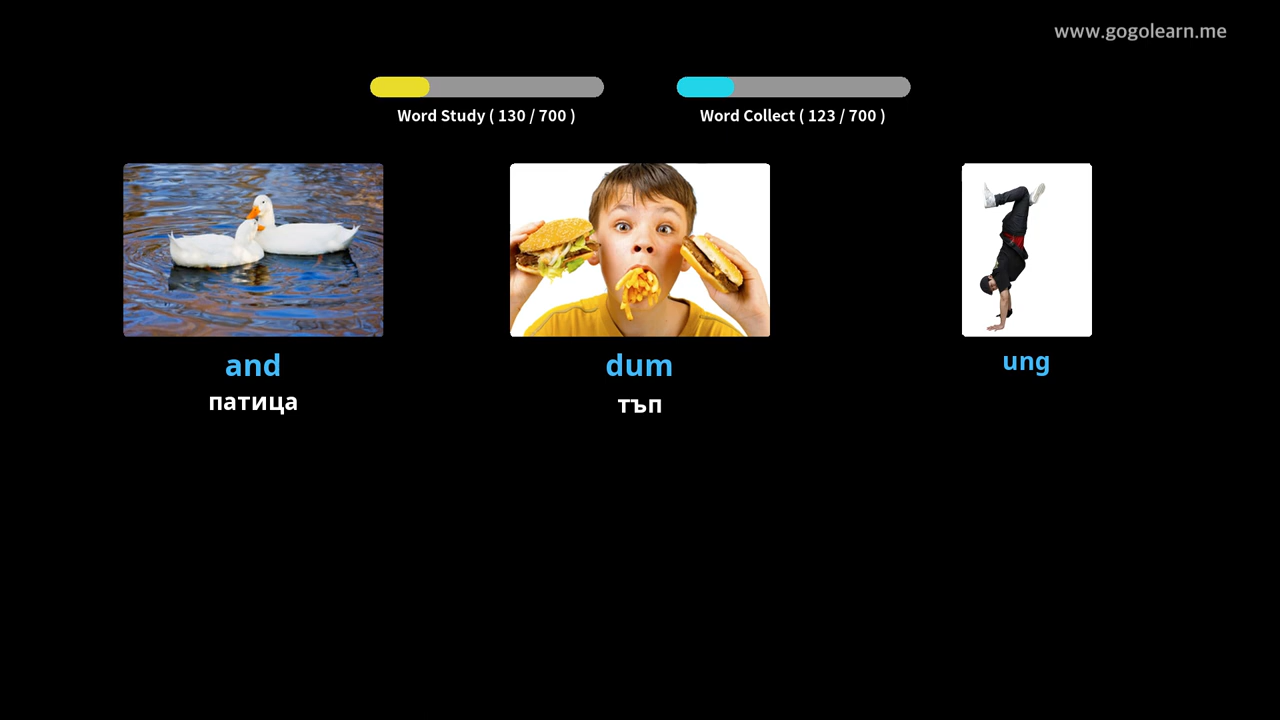 www.gogolearn.me
Word Study ( 130 / 700 )
Word Collect ( 123 / 700 )
and
dum
ung
патица
тъп